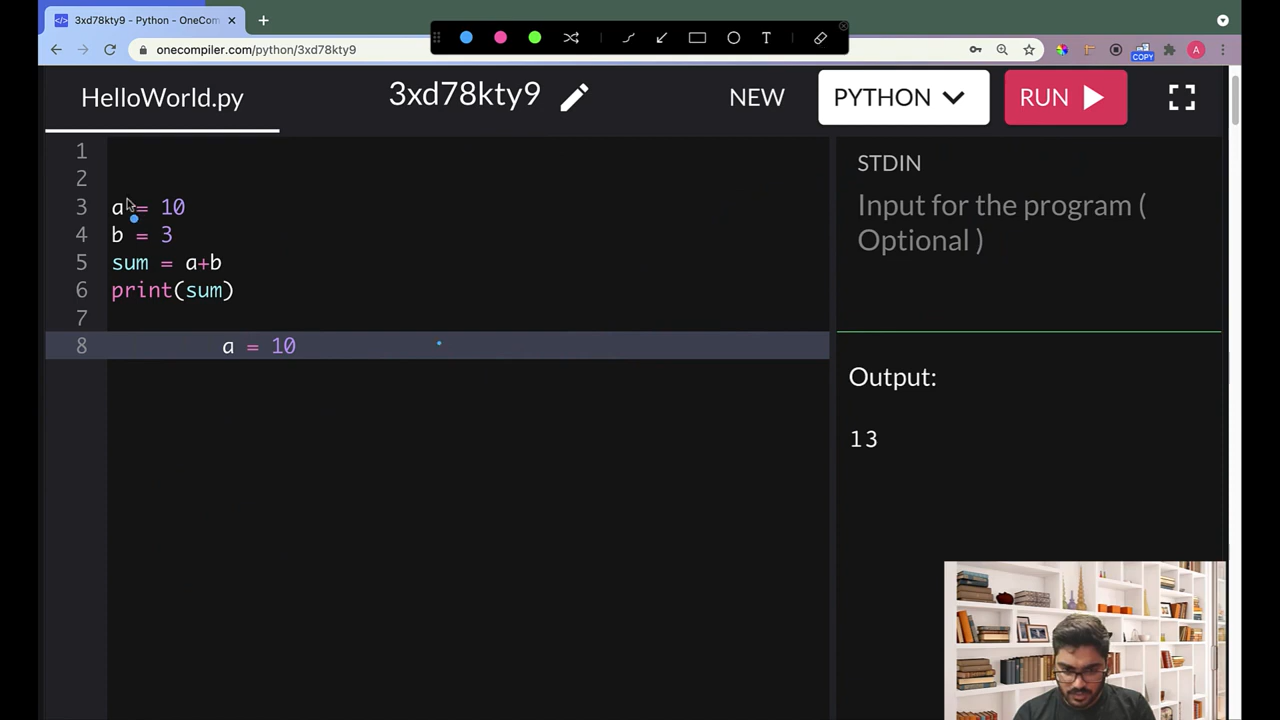 3xd78kty9 - Python - OneCom
onecompiler.com/python/3xd78kty9
T
COPY
A
HelloWorld.py
3xd78kty9
NEW
PYTHON
RUN
1
2
3 a = 10
4 b = 3
5 sum = a+b
6 print(sum)
7
8 a = 10
STDIN
Input for the program (
Optional )
Output:
13